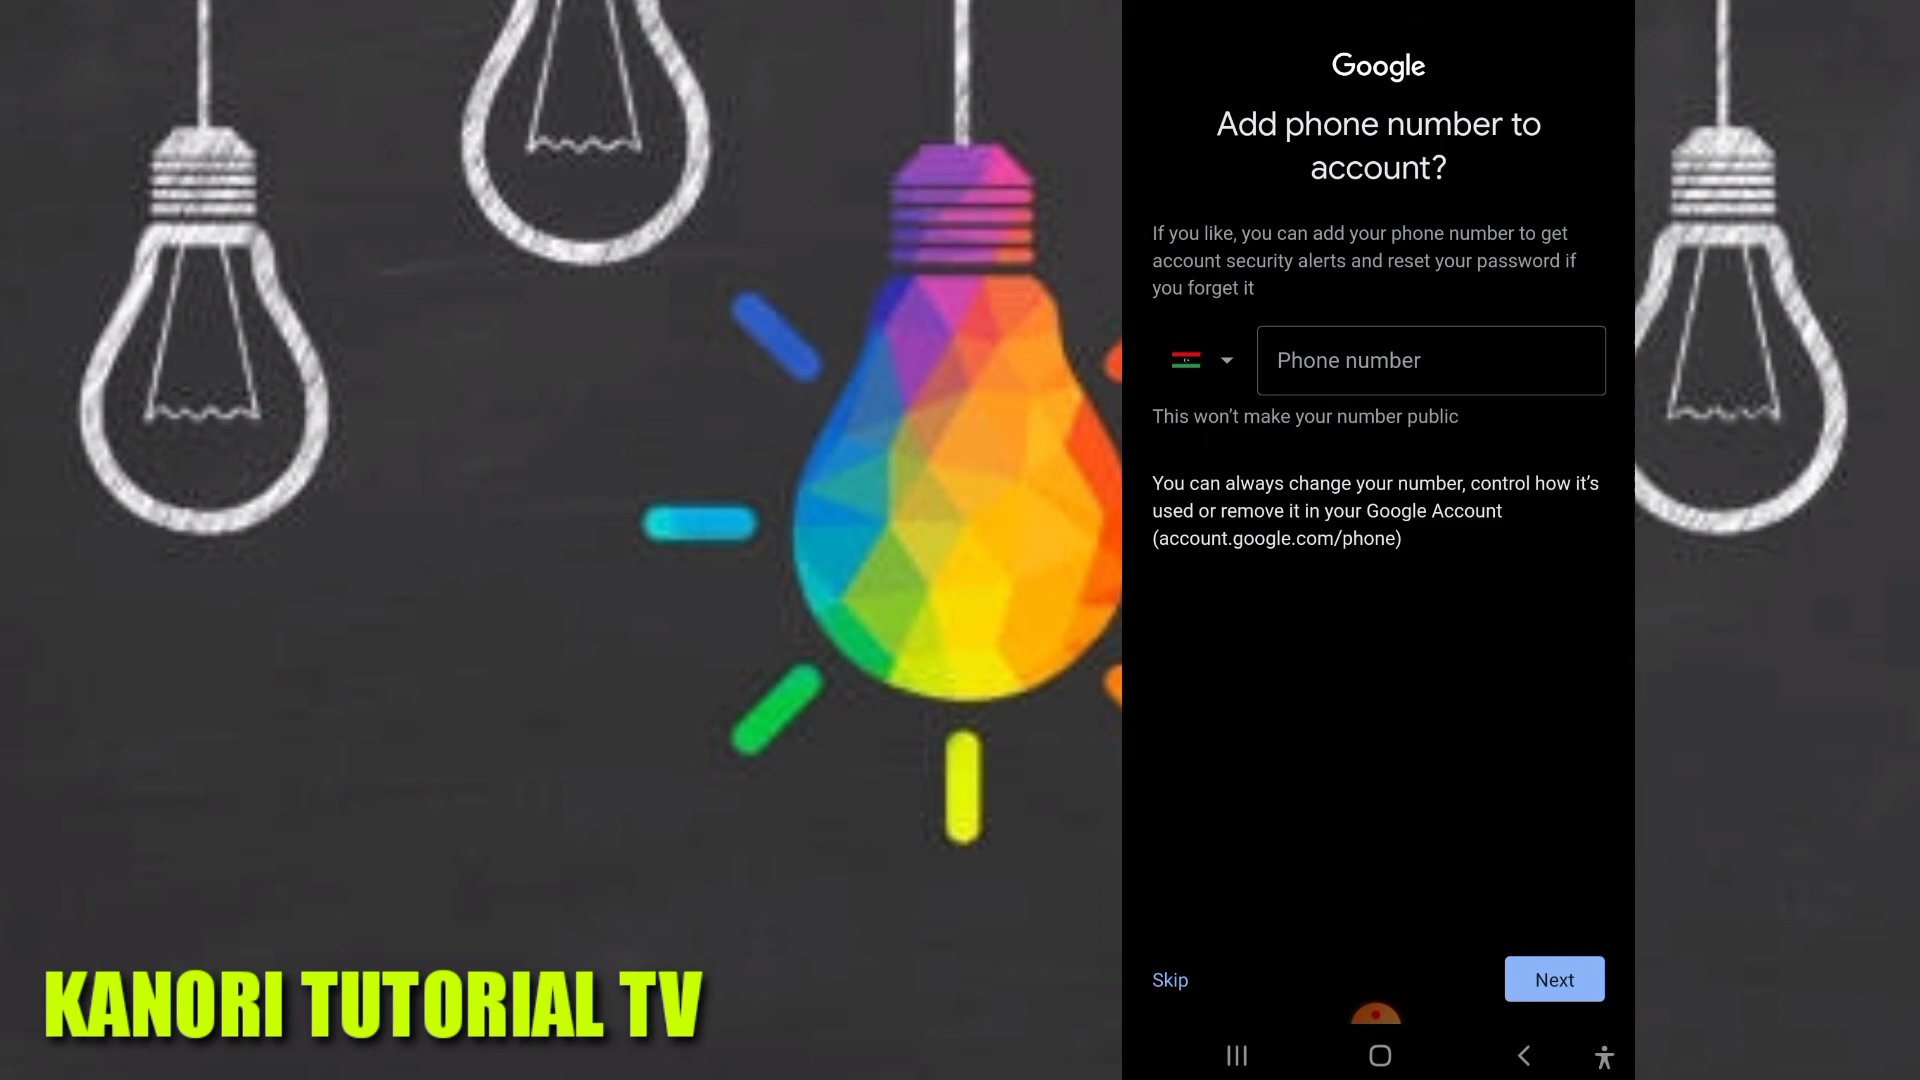 Google
Add phone number to
account?
If you like, you can add your phone number to get
account security alerts and reset your password if
you forget it
Phone number
This won’t make your number public
You can always change your number, control how it’s
used or remove it in your Google Account
(account.google.com/phone)
Skip
Next
KANORI TUTORIAL TV